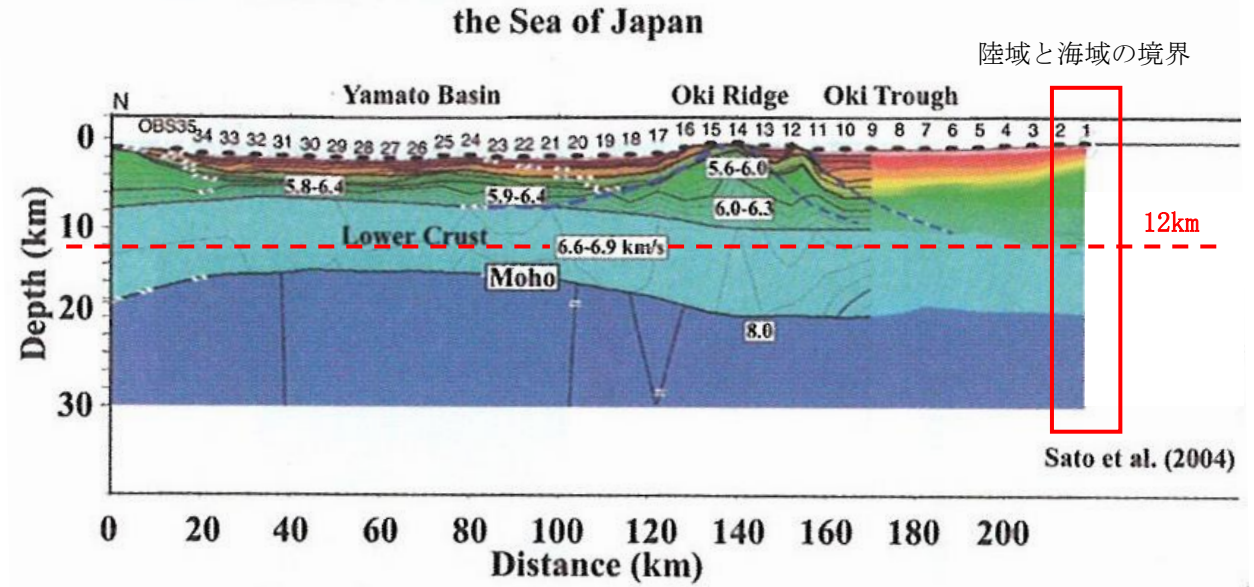 the Sea of Japan
陸域と海域の境界
N
Yamato Basin
Oki Ridge
Oki Trough
OBS35 34 33 32 31 30 29 28 27 26 25 24 23 22 21 20 19 18 17 16 15 14 13 12 11 10 9 8 7 6 5 4 3 2 1
0
5.6-6.0
5.8-6.4
5.9-6.4
6.0-6.3
10
12km
Lower Crust
6.6-6.9 km/s
Moho
20
8.0
30
Depth (km)
Sato et al. (2004)
0 20 40 60 80 100 120 140 160 180 200
Distance (km)